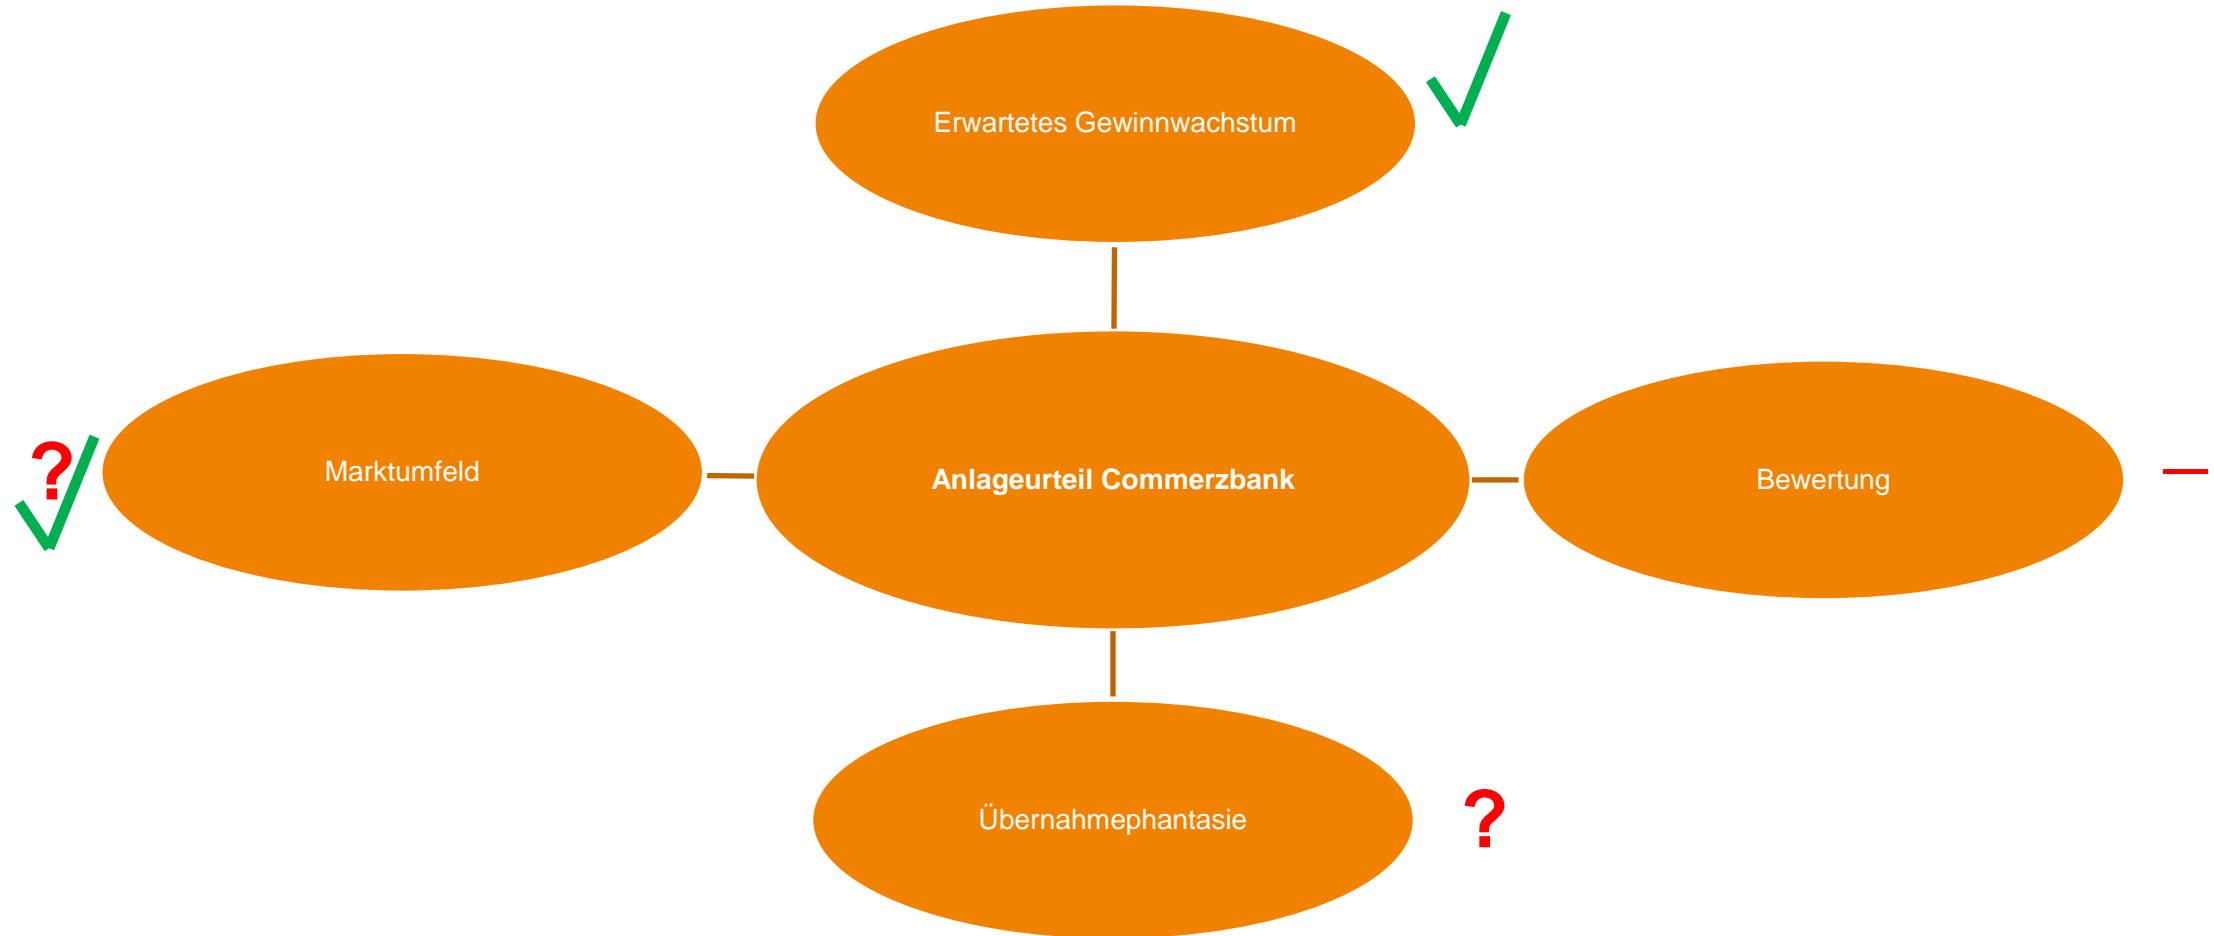 Erwartetes Gewinnwachstum
?
Marktumfeld
Anlageurteil Commerzbank
Bewertung
—
Übernahmephantasie
?